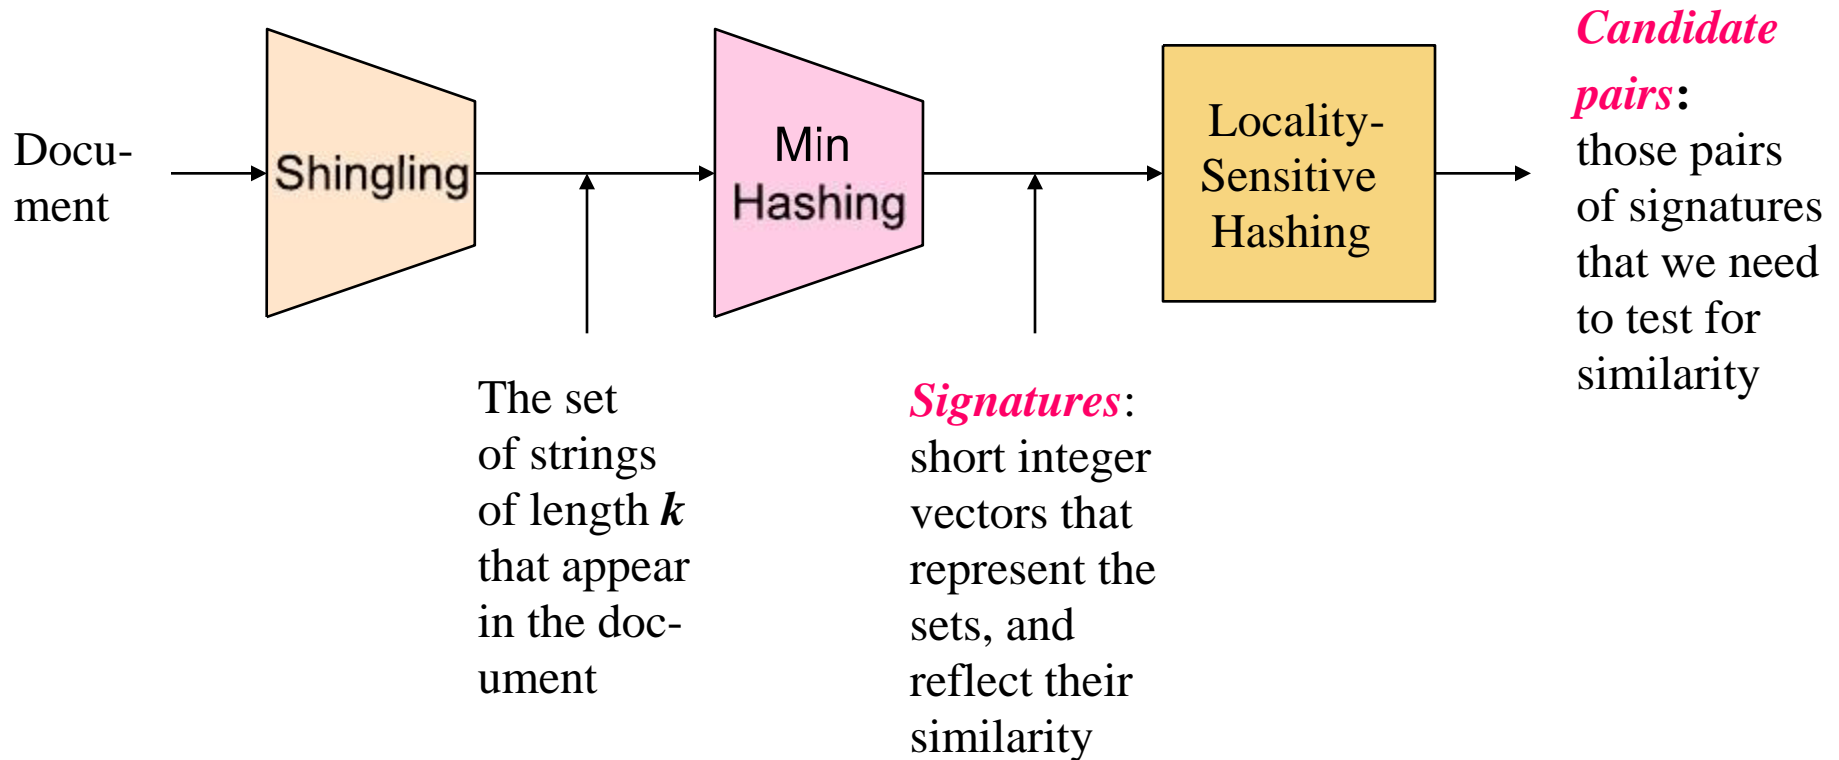 Docu-
ment
Shingling
The set
of strings
of length k
that appear
in the doc-
ument
Min
Hashing
Signatures:
short integer
vectors that
represent the
sets, and
reflect their
similarity
Locality-
Sensitive
Hashing
Candidate
pairs:
those pairs
of signatures
that we need
to test for
similarity